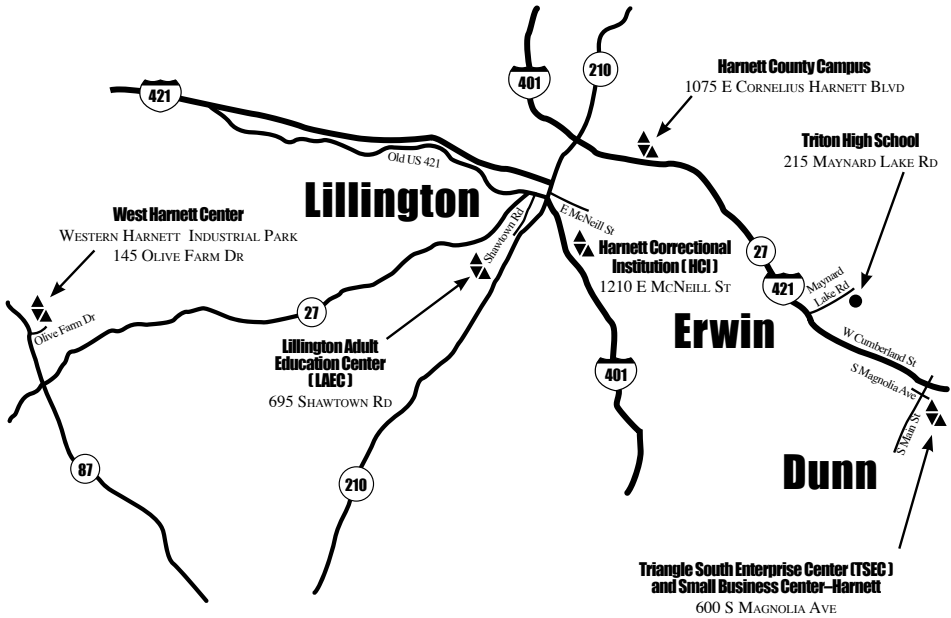 421
401
210
Harnett County Campus
1075 E CORNELIUS HARNETT BLVD
Triton High School
215 MAYNARD LAKE RD
Old US 421
Lillington
E McNeill St
Shawtown Rd
West Harnett Center
WESTERN HARNETT INDUSTRIAL PARK
145 OLIVE FARM DR
Harnett Correctional
Institution ( HCI )
1210 E MCNEILL ST
27
421
Maynard
Lake Rd
Olive Farm Dr
27
Erwin
W Cumberland St
Lillington Adult
Education Center
( LAEC )
695 SHAWTOWN RD
401
S Magnolia Ave
S Main St
87
210
Dunn
Triangle South Enterprise Center (TSEC )
and Small Business Center–Harnett
600 S MAGNOLIA AVE